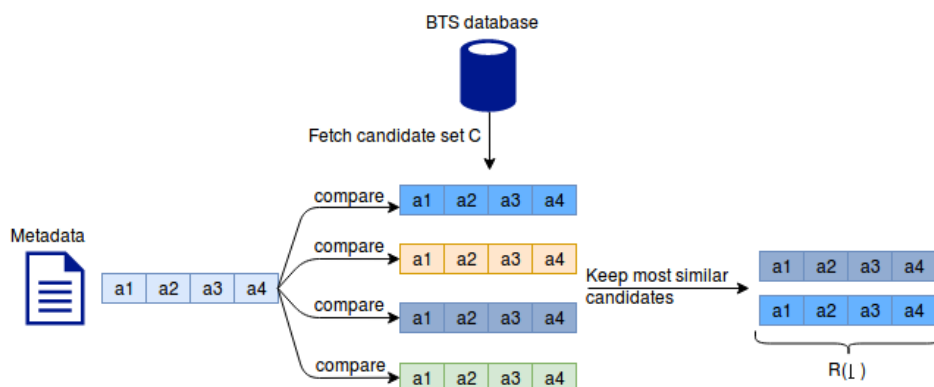 BTS database
Fetch candidate set C
compare
a1 a2 a3 a4
Metadata
compare
a1 a2 a3 a4
a1 a2 a3 a4
Keep most similar
candidates
a1 a2 a3 a4
compare
a1 a2 a3 a4
a1 a2 a3 a4
compare
a1 a2 a3 a4
R(⊥)